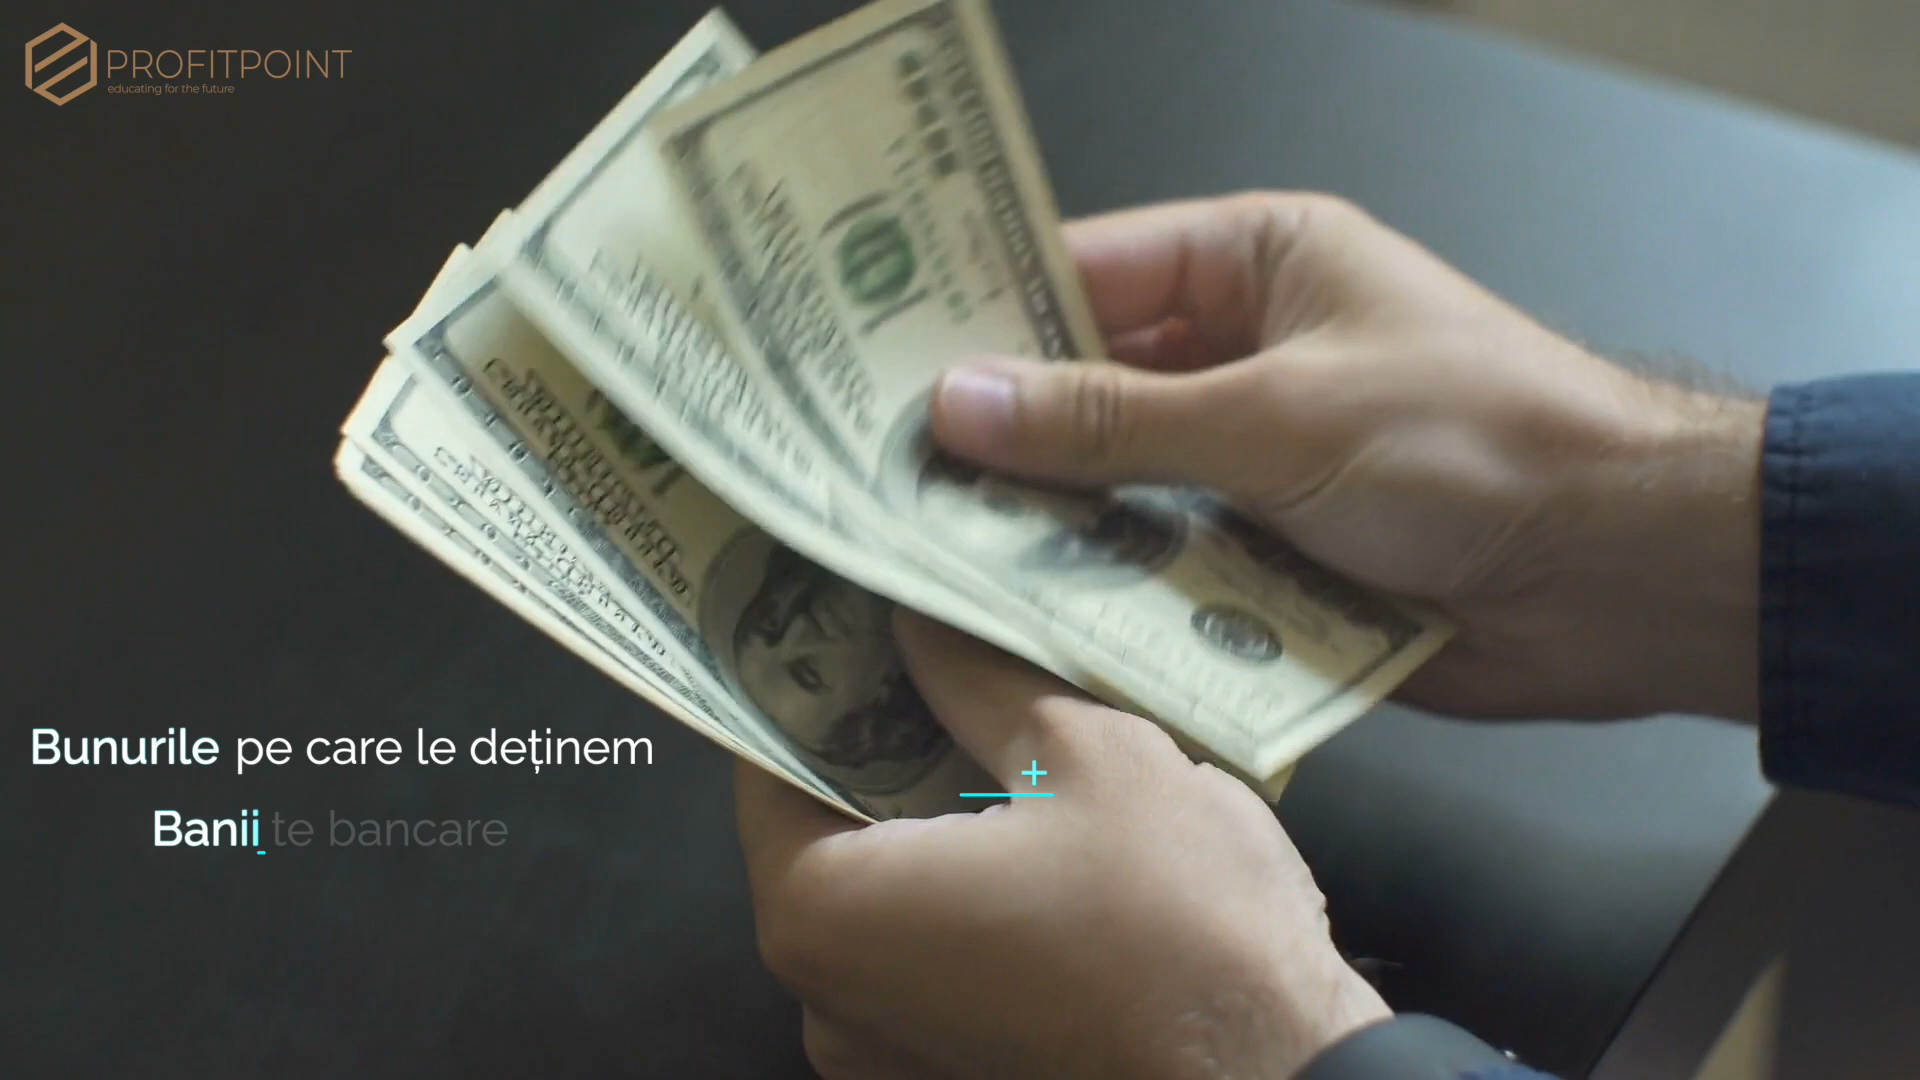 PROFITPOINT
educating for the future
Bunurile pe care le deținem
Banii te bancare
+